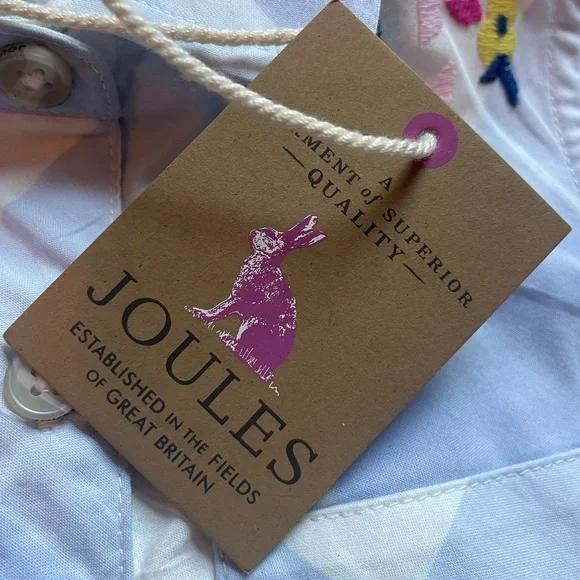 A
MENT of SUPERIOR
QUALITY
JOULES
ESTABLISHED IN THE FIELDS
OF GREAT BRITAIN